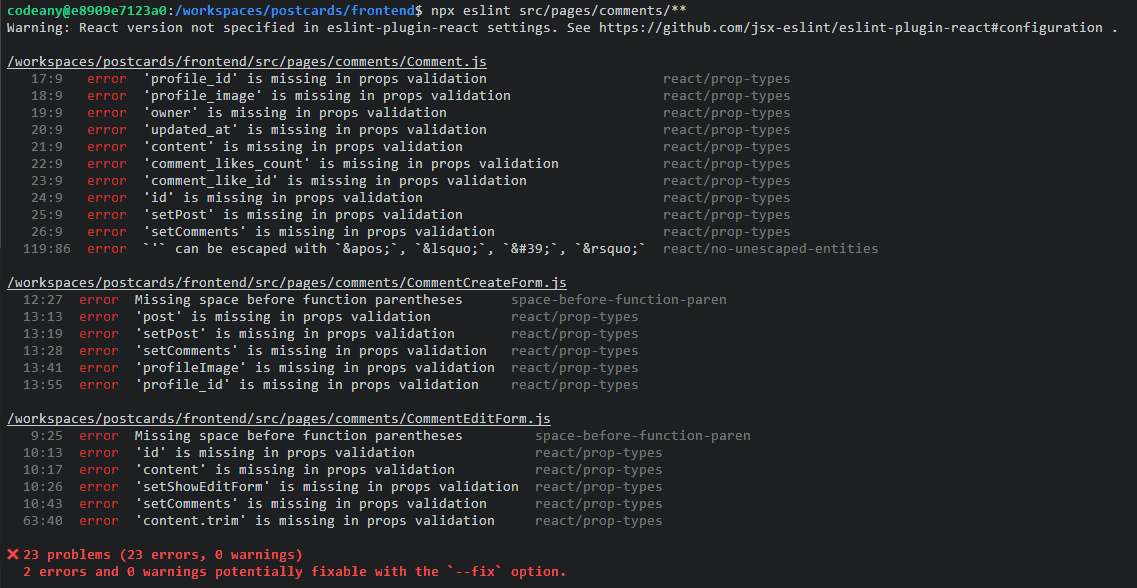 codeany@e8909e7123a0:/workspaces/postcards/frontend$ npx eslint src/pages/comments/**
Warning: React version not specified in eslint-plugin-react settings. See https://github.com/jsx-eslint/eslint-plugin-react#configuration .
/workspaces/postcards/frontend/src/pages/comments/Comment.js
17:9 error 'profile_id' is missing in props validation react/prop-types
18:9 error 'profile_image' is missing in props validation react/prop-types
19:9 error 'owner' is missing in props validation react/prop-types
20:9 error 'updated_at' is missing in props validation react/prop-types
21:9 error 'content' is missing in props validation react/prop-types
22:9 error 'comment_likes_count' is missing in props validation react/prop-types
23:9 error 'comment_like_id' is missing in props validation react/prop-types
24:9 error 'id' is missing in props validation react/prop-types
25:9 error 'setPost' is missing in props validation react/prop-types
26:9 error 'setComments' is missing in props validation react/prop-types
119:86 error `'` can be escaped with `&apos;`, `&lsquo;`, `&#39;`, `&rsquo;` react/no-unescaped-entities
/workspaces/postcards/frontend/src/pages/comments/CommentCreateForm.js
12:27 error Missing space before function parentheses space-before-function-paren
13:13 error 'post' is missing in props validation react/prop-types
13:19 error 'setPost' is missing in props validation react/prop-types
13:28 error 'setComments' is missing in props validation react/prop-types
13:41 error 'profileImage' is missing in props validation react/prop-types
13:55 error 'profile_id' is missing in props validation react/prop-types
/workspaces/postcards/frontend/src/pages/comments/CommentEditForm.js
9:25 error Missing space before function parentheses space-before-function-paren
10:13 error 'id' is missing in props validation react/prop-types
10:17 error 'content' is missing in props validation react/prop-types
10:26 error 'setShowEditForm' is missing in props validation react/prop-types
10:43 error 'setComments' is missing in props validation react/prop-types
63:40 error 'content.trim' is missing in props validation react/prop-types
✖ 23 problems (23 errors, 0 warnings)
2 errors and 0 warnings potentially fixable with the `--fix` option.